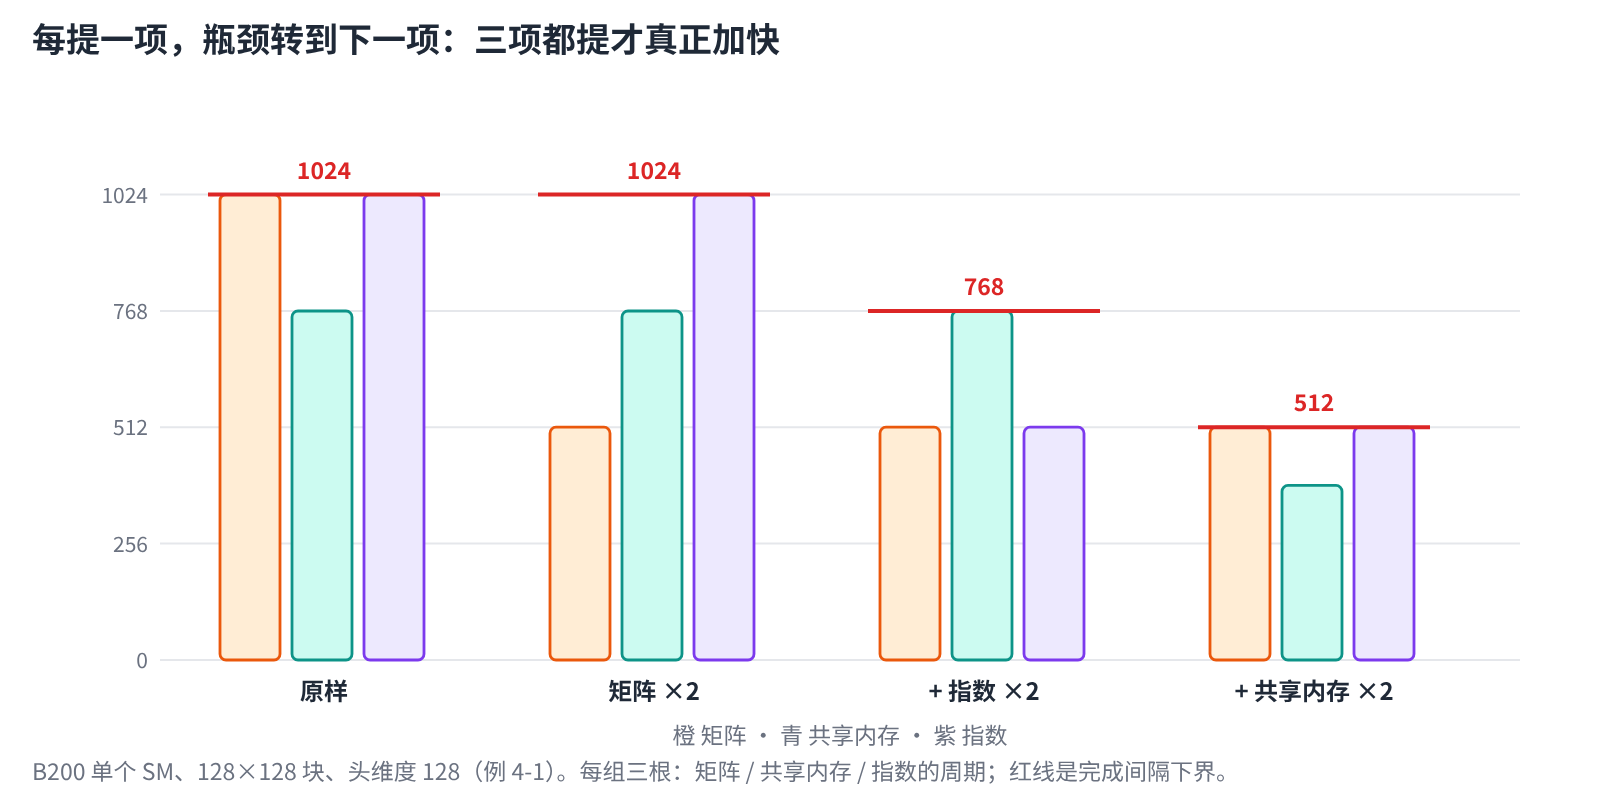 每提一项，瓶颈转到下一项：三项都提才真正加快
1024
1024
768
512
1024
768
512
256
0
原样
矩阵 ×2
+ 指数 ×2
+ 共享内存 ×2
橙 矩阵 · 青 共享内存 · 紫 指数
B200 单个 SM、128×128 块、头维度 128（例 4-1）。每组三根：矩阵 / 共享内存 / 指数的周期；红线是完成间隔下界。